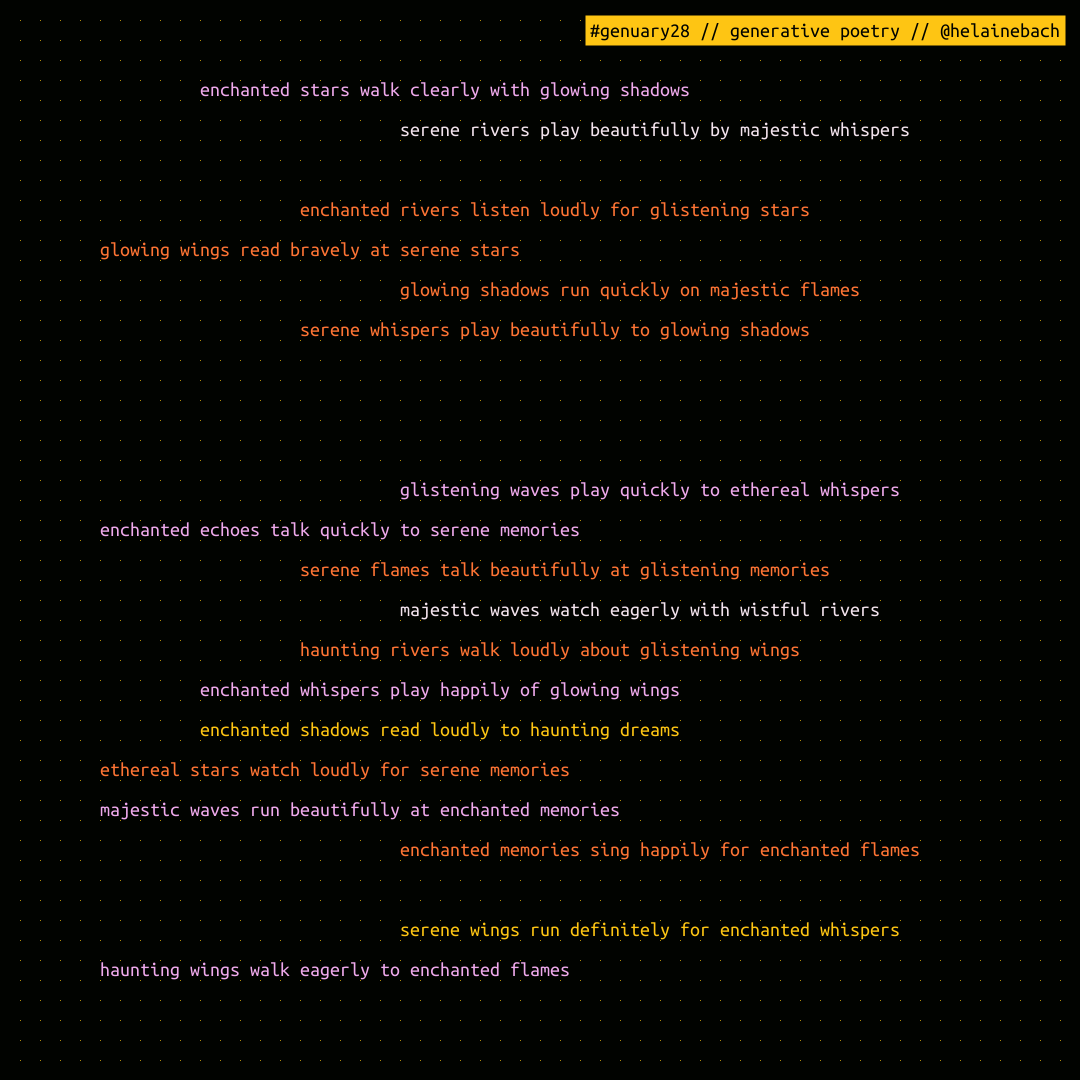 #genuary28 // generative poetry // @helainebach
enchanted stars walk clearly with glowing shadows
serene rivers play beautifully by majestic whispers
enchanted rivers listen loudly for glistening stars
glowing wings read bravely at serene stars
glowing shadows run quickly on majestic flames
serene whispers play beautifully to glowing shadows
glistening waves play quickly to ethereal whispers
enchanted echoes talk quickly to serene memories
serene flames talk beautifully at glistening memories
majestic waves watch eagerly with wistful rivers
haunting rivers walk loudly about glistening wings
enchanted whispers play happily of glowing wings
enchanted shadows read loudly to haunting dreams
ethereal stars watch loudly for serene memories
majestic waves run beautifully at enchanted memories
enchanted memories sing happily for enchanted flames
serene wings run definitely for enchanted whispers
haunting wings walk eagerly to enchanted flames